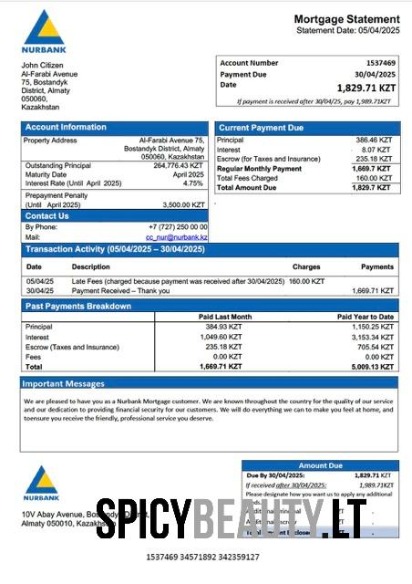 Mortgage Statement
Statement Date: 05/04/2025
NURBANK
John Citizen
Al-Farabi Avenue
75, Bostandyk
District, Almaty
050060,
Kazakhstan
Account Number 1537469
Payment Due 30/04/2025
Date 1,829.71 KZT
If payment is received after 30/04/25, pay 1,989.71KZT
Account Information
Property Address Al-Farabi Avenue 75,
Bostandyk District, Almaty
050060, Kazakhstan
Outstanding Principal 264,776.43 KZT
Maturity Date April 2025
Interest Rate (Until April 2025) 4.75%
Prepayment Penalty
(Until April 2025) 3,500.00 KZT
Contact Us
By Phone: +7 (727) 250 00 00
Mail: cc_nur@nurbank.kz
Current Payment Due
Principal 386.46 KZT
Interest 8.07 KZT
Escrow (for Taxes and Insurance) 235.18 KZT
Regular Monthly Payment 1,669.7 KZT
Total Fees Charged 160.00 KZT
Total Amount Due 1,829.7 KZT
Transaction Activity (05/04/2025 – 30/04/2025)
Date Description Charges Payments
05/04/25 Late Fees (charged because payment was received after 30/04/2025) 160.00 KZT
30/04/25 Payment Received – Thank you 1,669.71 KZT
Past Payments Breakdown
Paid Last Month Paid Year to Date
Principal 384.93 KZT 1,150.25 KZT
Interest 1,049.60 KZT 3,153.34 KZT
Escrow (Taxes and Insurance) 235.18 KZT 705.54 KZT
Fees 0.00 KZT 0.00 KZT
Total 1,669.71 KZT 5,009.13 KZT
Important Messages
We are pleased to have you as a Nurbank Mortgage customer. We are known throughout the country for the quality of our service
and our dedication to providing financial security for our customers. We will do everything we can to make you feel at home, and
toensure you receive the friendly, professional service you deserve.
NURBANK
10V Abay Avenue, Bostandyk District,
Almaty 050010, Kazakhstan
Amount Due
Due By 30/04/2025: 1,829.71 KZT
If received after 30/04/2025: 1,989.71KZT
Please designate how you want us to apply any additional
SPICYBEAUTY.LT
1537469 34571892 342359127